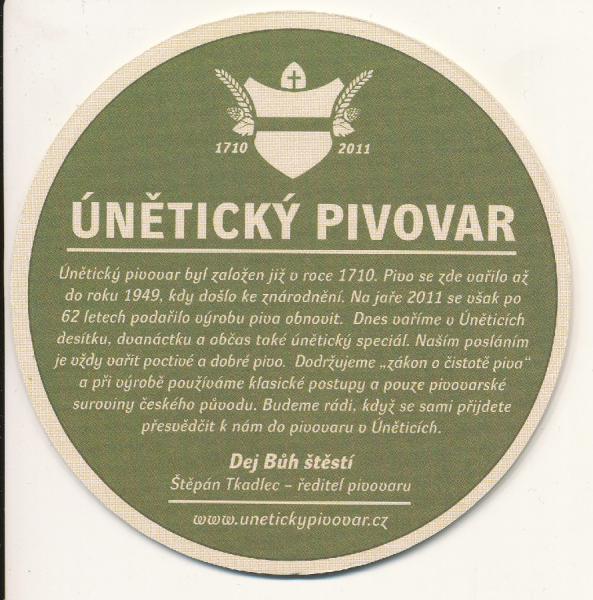 1710 2011
ÚNĚTICKÝ PIVOVAR
Únětický pivovar byl založen již v roce 1710. Pivo se zde vařilo až
do roku 1949, kdy došlo ke znárodnění. Na jaře 2011 se však po
62 letech podařilo výrobu piva obnovit. Dnes vaříme v Úněticích
desítku, dvanáctku a občas také únětický speciál. Naším posláním
je vždy vařit poctivé a dobré pivo. Dodržujeme „zákon o čistotě piva“
a při výrobě používáme klasické postupy a pouze pivovarské
suroviny českého původu. Budeme rádi, když se sami přijdete
přesvědčit k nám do pivovaru v Úněticích.
Dej Bůh štěstí
Štěpán Tkadlec – ředitel pivovaru
www.unetickypivovar.cz